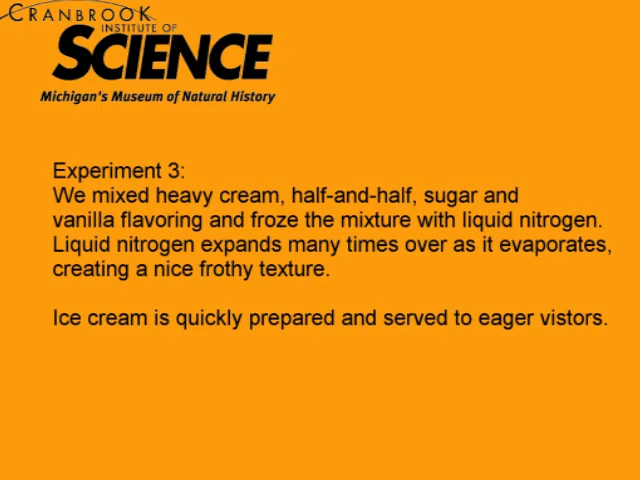 CRANBROOK
INSTITUTE OF
SCIENCE
Michigan's Museum of Natural History
Experiment 3:
We mixed heavy cream, half-and-half, sugar and
vanilla flavoring and froze the mixture with liquid nitrogen.
Liquid nitrogen expands many times over as it evaporates,
creating a nice frothy texture.
Ice cream is quickly prepared and served to eager vistors.